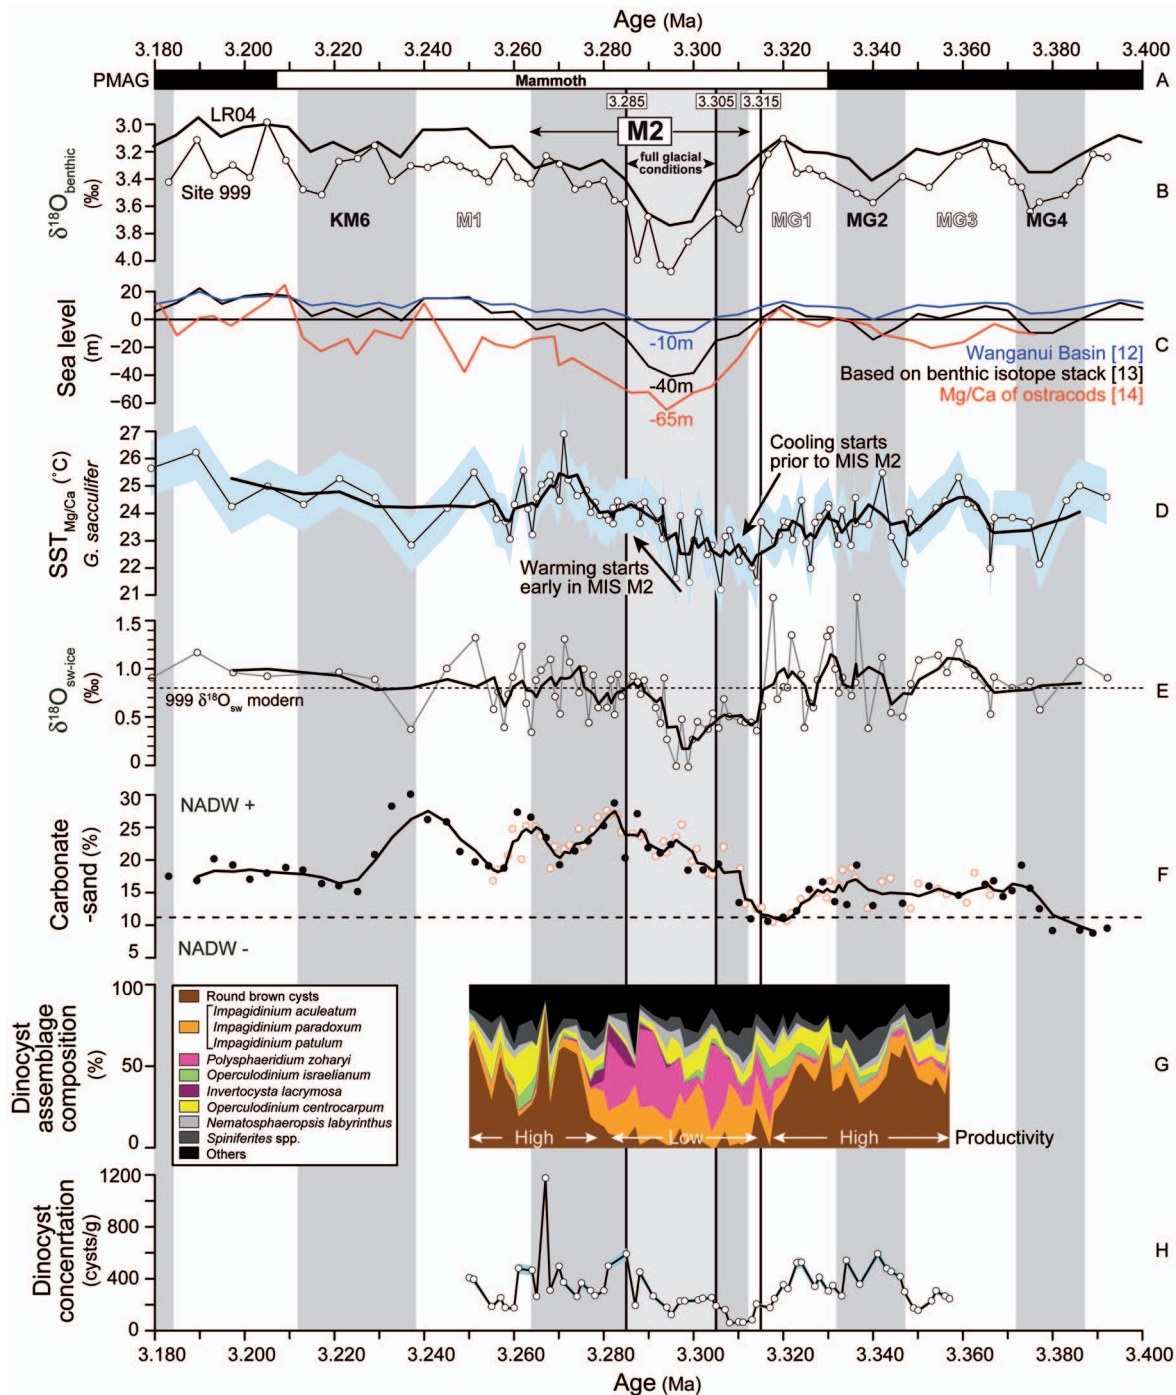 Age (Ma)
3.180 3.200 3.220 3.240 3.260 3.280 3.300 3.320 3.340 3.360 3.380 3.400
PMAG Mammoth A
3.285 3.305 3.315
LR04
M2
full glacial
conditions
Site 999
δ18Obenthic
(‰)
3.0
3.2
3.4
3.6
3.8
4.0
B
KM6 M1 MG1 MG2 MG3 MG4
Sea level
(m)
20
0
-20
-40
-60
C
-10m
-40m
-65m
Wanganui Basin [12]
Based on benthic isotope stack [13]
Mg/Ca of ostracods [14]
SSTMg/Ca (°C)
G. sacculifer
27
26
25
24
23
22
21
D
Cooling starts
prior to MIS M2
Warming starts
early in MIS M2
δ18Osw-ice
(‰)
1.5
1.0
0.5
0
E
999 δ18Osw modern
Carbonate
-sand (%)
30
25
20
15
10
5
F
NADW +
NADW -
Dinocyst
assemblage
composition
(%)
100
50
0
G
Round brown cysts
Impagidinium aculeatum
Impagidinium paradoxum
Impagidinium patulum
Polysphaeridium zoharyi
Operculodinium israelianum
Invertocysta lacrymosa
Operculodinium centrocarpum
Nematosphaeropsis labyrinthus
Spiniferites spp.
Others
High Low High Productivity
Dinocyst
concenrtation
(cysts/g)
1200
800
400
0
H
3.180 3.200 3.220 3.240 3.260 3.280 3.300 3.320 3.340 3.360 3.380 3.400
Age (Ma)